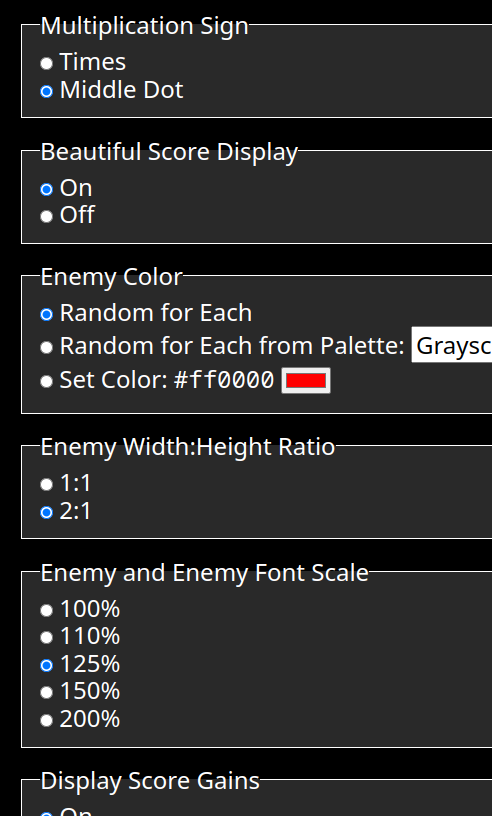 Multiplication Sign
Times
Middle Dot
Beautiful Score Display
On
Off
Enemy Color
Random for Each
Random for Each from Palette: Graysc
Set Color: #ff0000
Enemy Width:Height Ratio
1:1
2:1
Enemy and Enemy Font Scale
100%
110%
125%
150%
200%
Display Score Gains
On